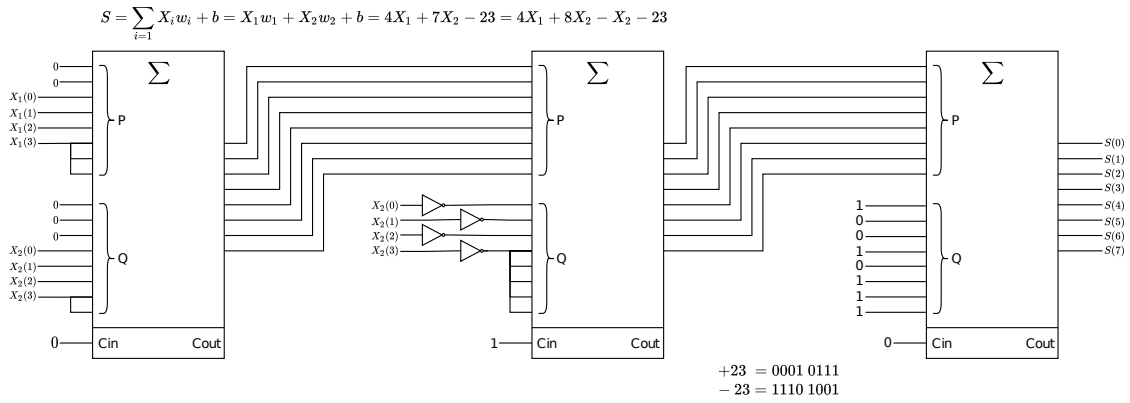 S = \sum_{i=1} X_i w_i + b = X_1 w_1 + X_2 w_2 + b = 4X_1 + 7X_2 - 23 = 4X_1 + 8X_2 - X_2 - 23
0
0
X_1(0)
X_1(1)
X_1(2)
X_1(3)
0
0
0
X_2(0)
X_2(1)
X_2(2)
X_2(3)
0
∑
P
Q
Cin Cout
X_2(0)
X_2(1)
X_2(2)
X_2(3)
1
∑
P
Q
Cin Cout
1
0
0
1
0
1
1
1
0
∑
P
Q
Cin Cout
S(0)
S(1)
S(2)
S(3)
S(4)
S(5)
S(6)
S(7)
+23 = 0001 0111
− 23 = 1110 1001